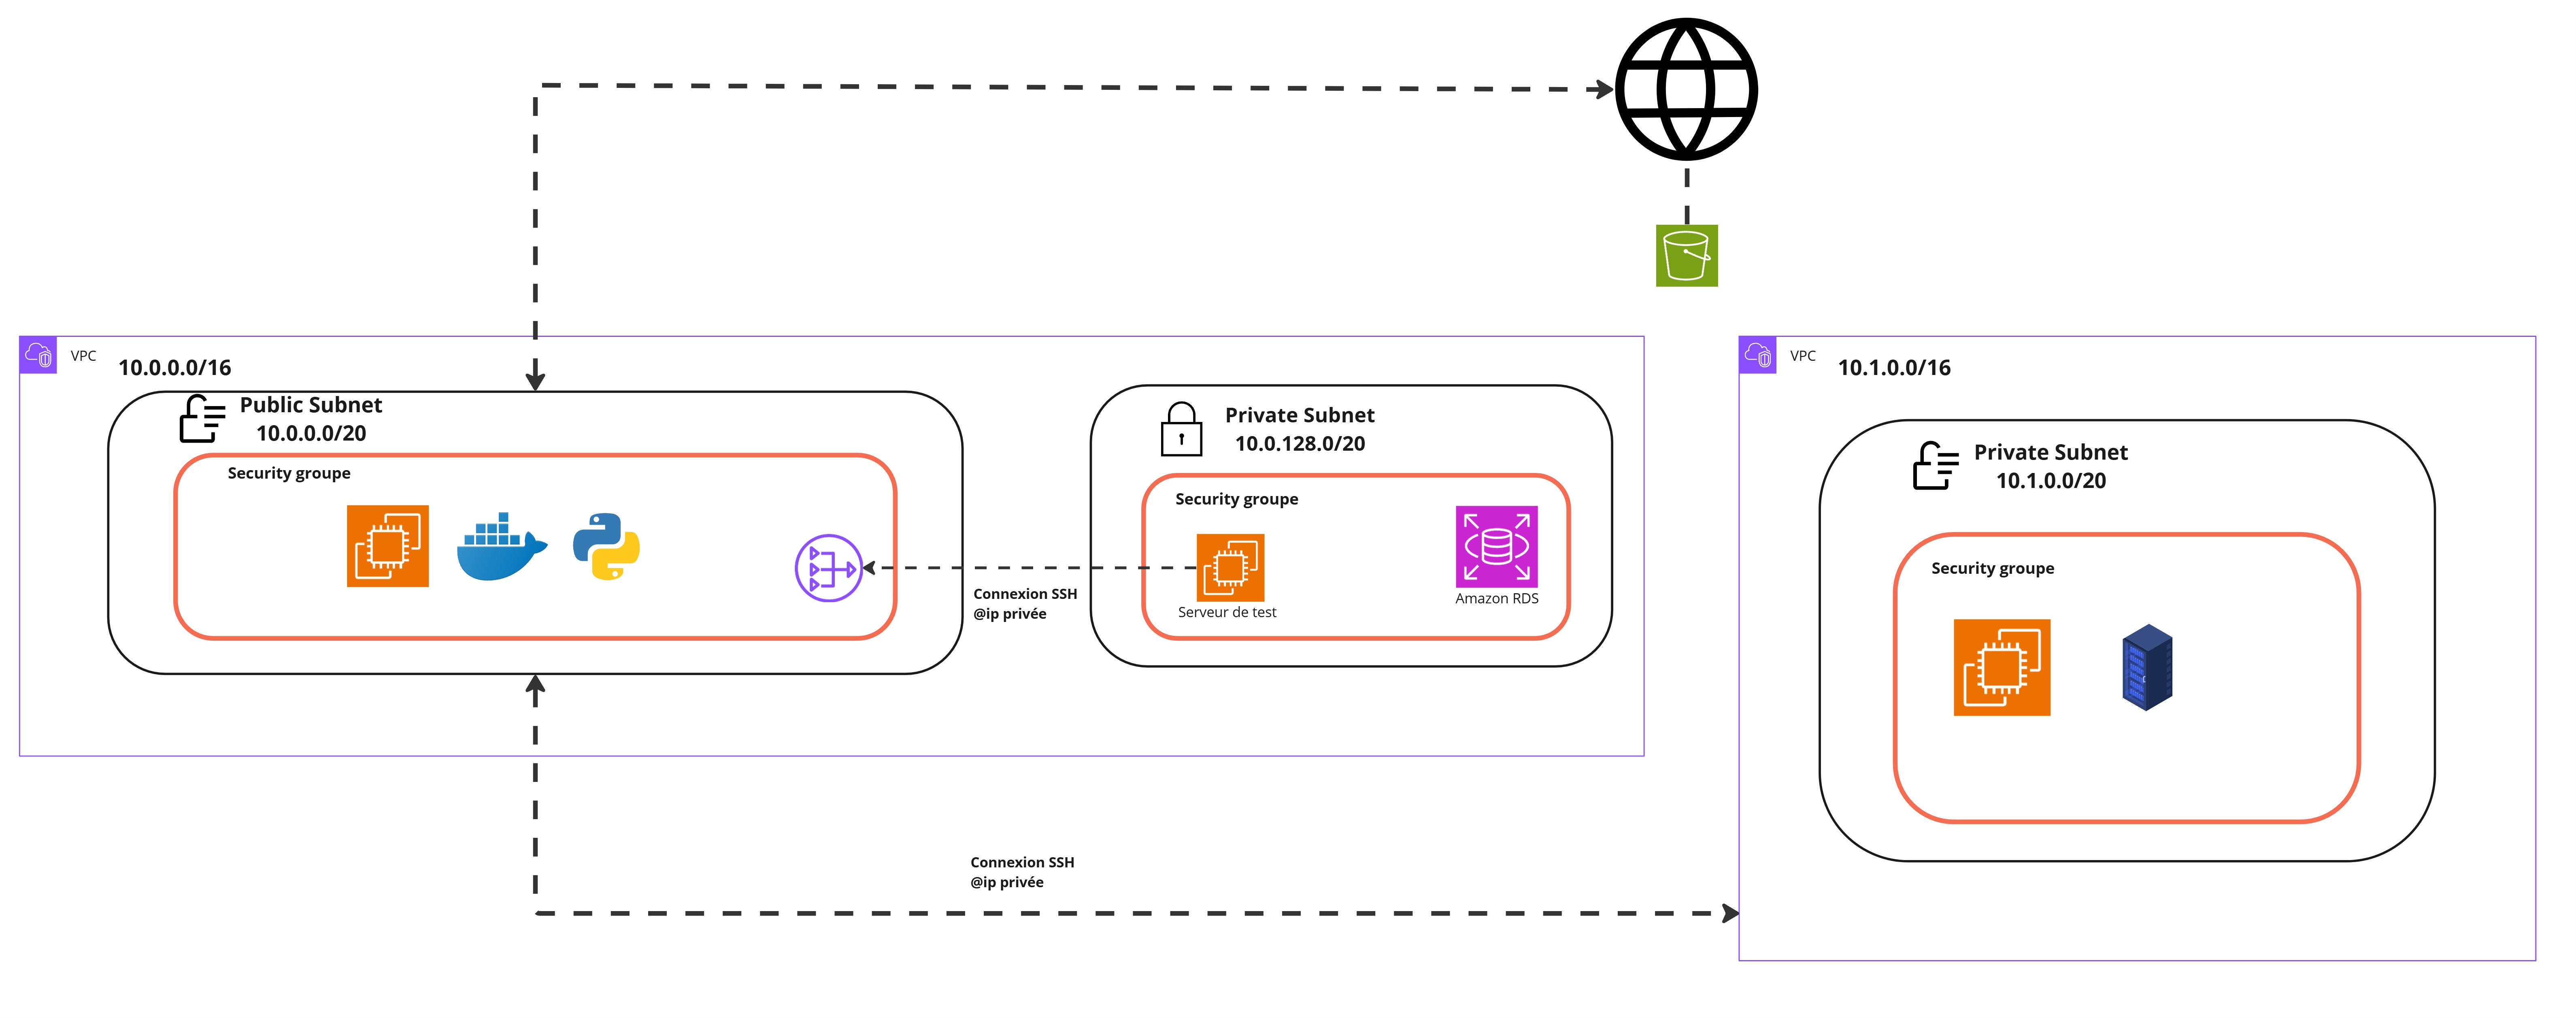 VPC
10.0.0.0/16
Public Subnet
10.0.0.0/20
Security groupe
Connexion SSH
@ip privée
Private Subnet
10.0.128.0/20
Security groupe
Serveur de test
Amazon RDS
VPC
10.1.0.0/16
Private Subnet
10.1.0.0/20
Security groupe
Connexion SSH
@ip privée